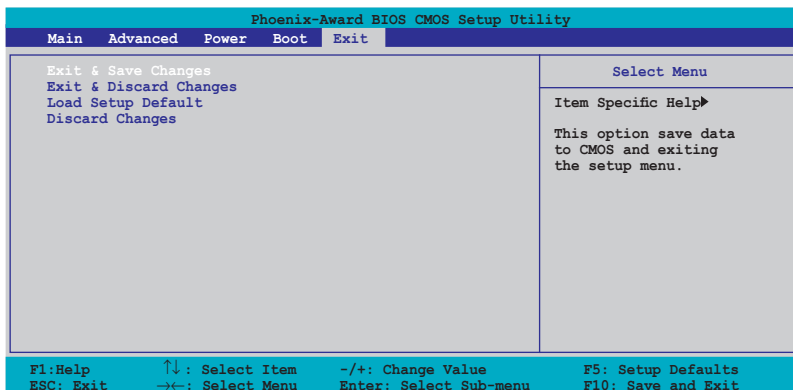 Phoenix-Award BIOS CMOS Setup Utility
Main Advanced Power Boot Exit
Exit & Save Changes
Exit & Discard Changes
Load Setup Default
Discard Changes
Select Menu
Item Specific Help▶
This option save data
to CMOS and exiting
the setup menu.
F1:Help ↑↓: Select Item -/+: Change Value F5: Setup Defaults
ESC: Exit →←: Select Menu Enter: Select Sub-menu F10: Save and Exit